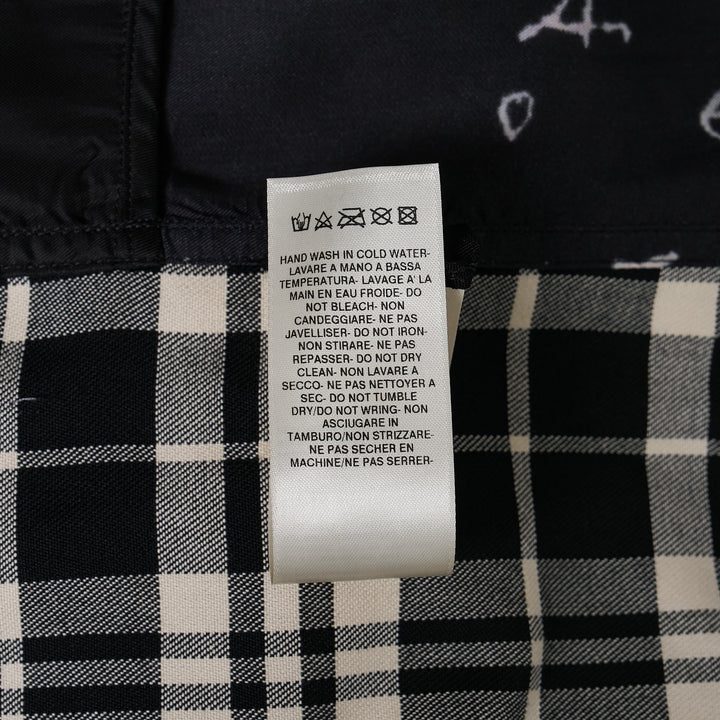 HAND WASH IN COLD WATER-
LAVARE A MANO A BASSA
TEMPERATURA- LAVAGE A' LA
MAIN EN EAU FROIDE- DO
NOT BLEACH- NON
CANDEGGIARE- NE PAS
JAVELLISER- DO NOT IRON-
NON STIRARE- NE PAS
REPASSER- DO NOT DRY
CLEAN- NON LAVARE A
SECCO- NE PAS NETTOYER A
SEC- DO NOT TUMBLE
DRY/DO NOT WRING- NON
ASCIUGARE IN
TAMBURO/NON STRIZZARE-
NE PAS SECHER EN
MACHINE/NE PAS SERRER-